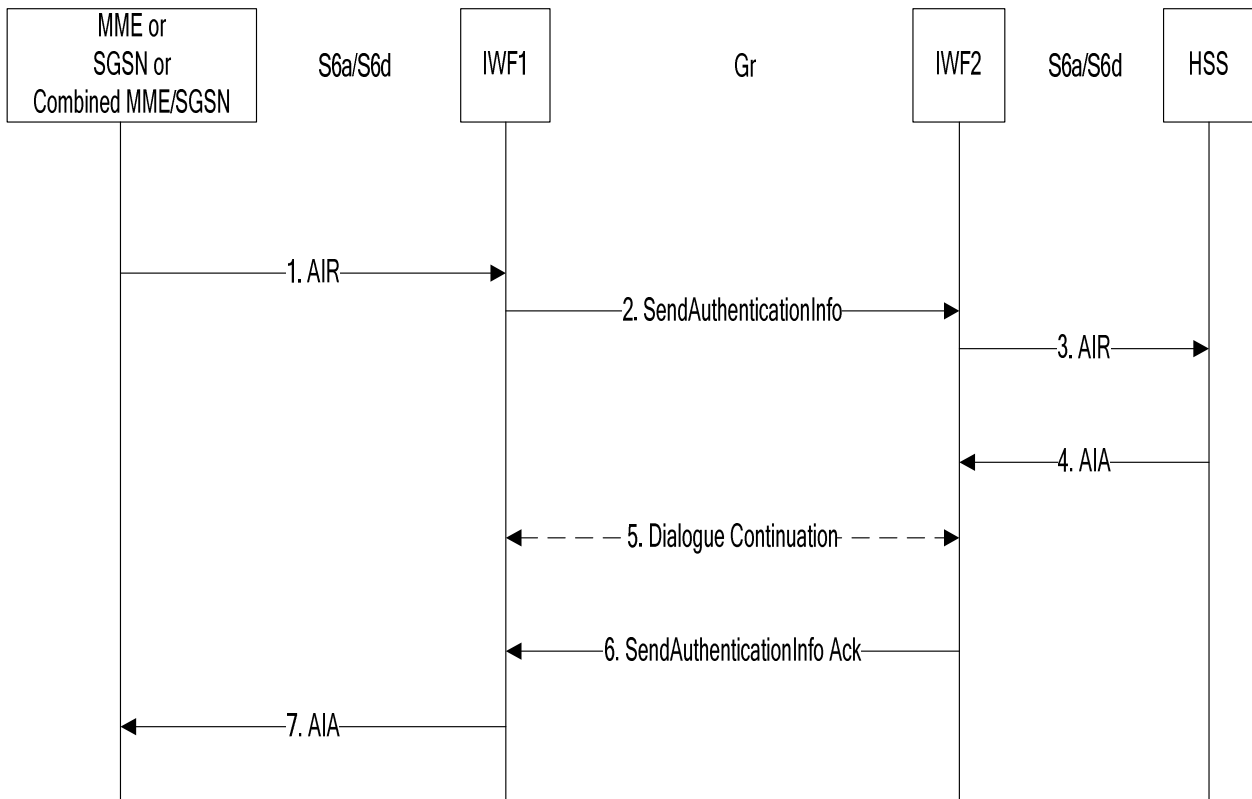 MME or
SGSN or
Combined MME/SGSN
S6a/S6d
IWF1
Gr
IWF2
S6a/S6d
HSS
1. AIR
2. SendAuthenticationInfo
3. AIR
4. AIA
5. Dialogue Continuation
6. SendAuthenticationInfo Ack
7. AIA